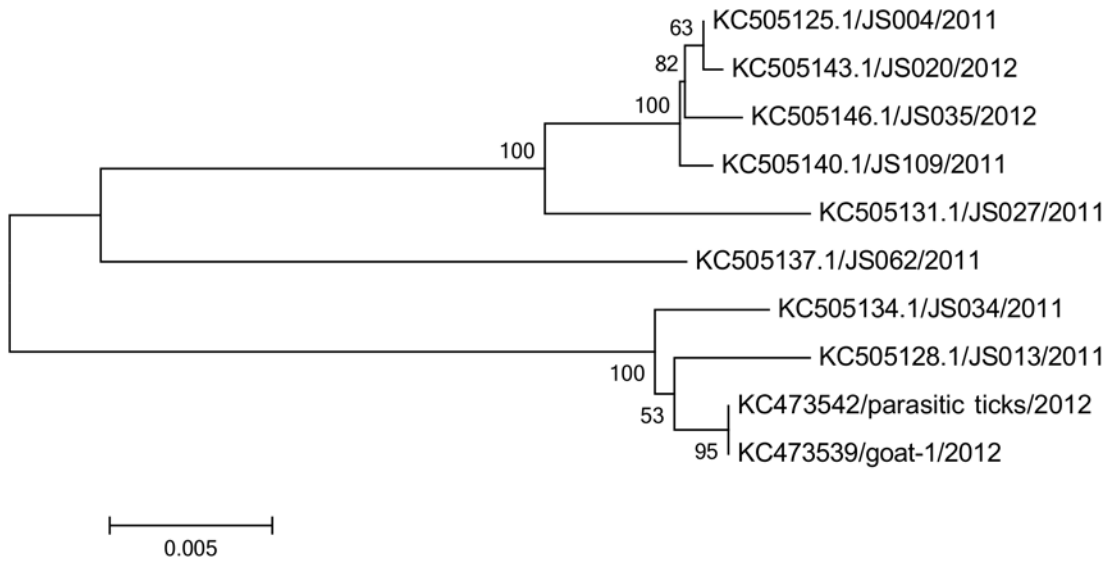 63
KC505125.1/JS004/2011
82
KC505143.1/JS020/2012
100
KC505146.1/JS035/2012
100
KC505140.1/JS109/2011
KC505131.1/JS027/2011
KC505137.1/JS062/2011
KC505134.1/JS034/2011
100
KC505128.1/JS013/2011
53
KC473542/parasitic ticks/2012
95
KC473539/goat-1/2012
0.005